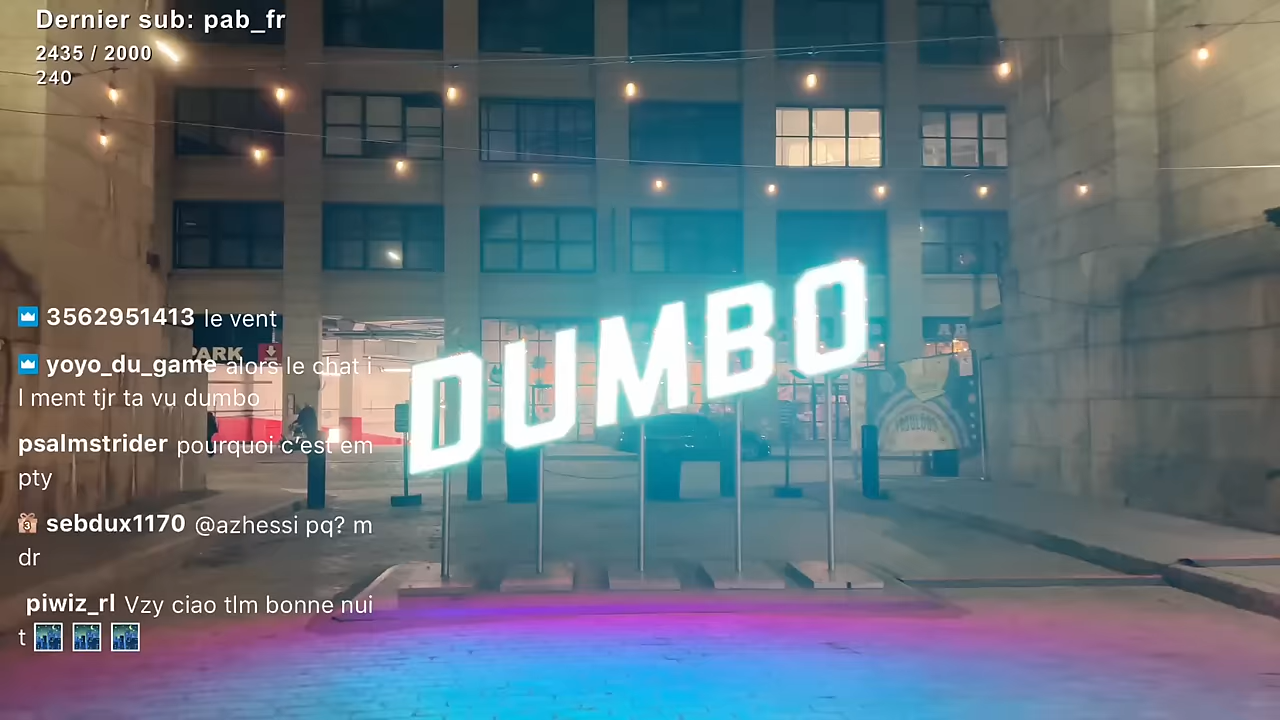 Dernier sub: pab_fr
2435 / 2000
240
DUMBO
PARK
3562951413 le vent
yoyo_du_game alors le chat i
l ment tjr ta vu dumbo
psalmstrider pourquoi c'est em
pty
sebdux1170 @azhessi pq? m
dr
piwiz_rl Vzy ciao tlm bonne nui
t